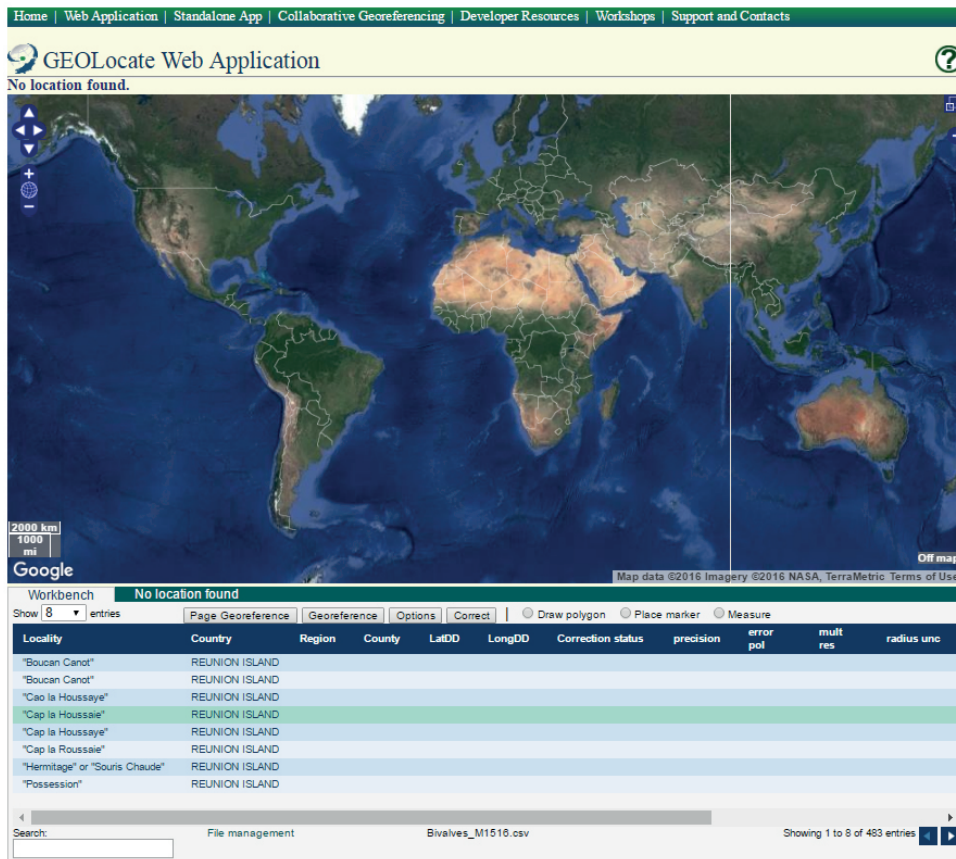 Home | Web Application | Standalone App | Collaborative Georeferencing | Developer Resources | Workshops | Support and Contacts
GEOLocate Web Application
?
No location found.
+
−
2000 km
1000
mi
Google
Off map
Map data ©2016 Imagery ©2016 NASA, TerraMetric Terms of Use
Workbench No location found
Show 8 entries Page Georeference Georeference Options Correct | Draw polygon Place marker Measure
Locality Country Region County LatDD LongDD Correction status precision error pol mult res radius unc
"Boucan Canot" REUNION ISLAND
"Boucan Canot" REUNION ISLAND
"Cao la Houssaye" REUNION ISLAND
"Cap la Houssaie" REUNION ISLAND
"Cap la Houssaye" REUNION ISLAND
"Cap la Roussaie" REUNION ISLAND
"Hermitage" or "Souris Chaude" REUNION ISLAND
"Possession" REUNION ISLAND
Search: File management Bivalves_M1516.csv Showing 1 to 8 of 483 entries